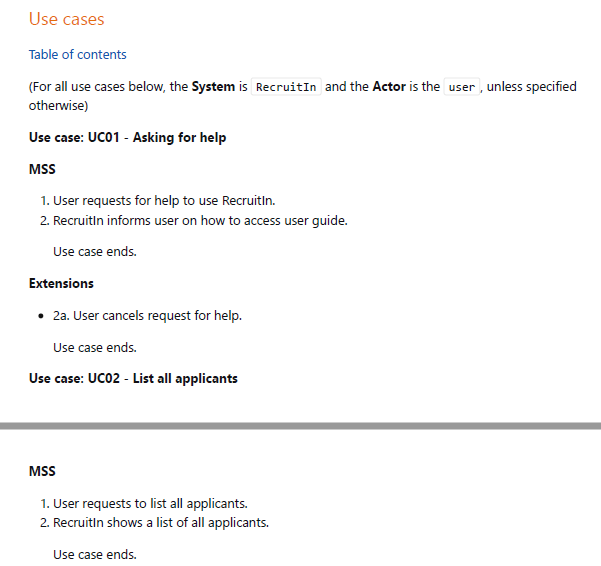 Use cases
Table of contents
(For all use cases below, the System is RecruitIn and the Actor is the user, unless specified
otherwise)
Use case: UC01 - Asking for help
MSS
1. User requests for help to use RecruitIn.
2. RecruitIn informs user on how to access user guide.
Use case ends.
Extensions
• 2a. User cancels request for help.
Use case ends.
Use case: UC02 - List all applicants
MSS
1. User requests to list all applicants.
2. RecruitIn shows a list of all applicants.
Use case ends.